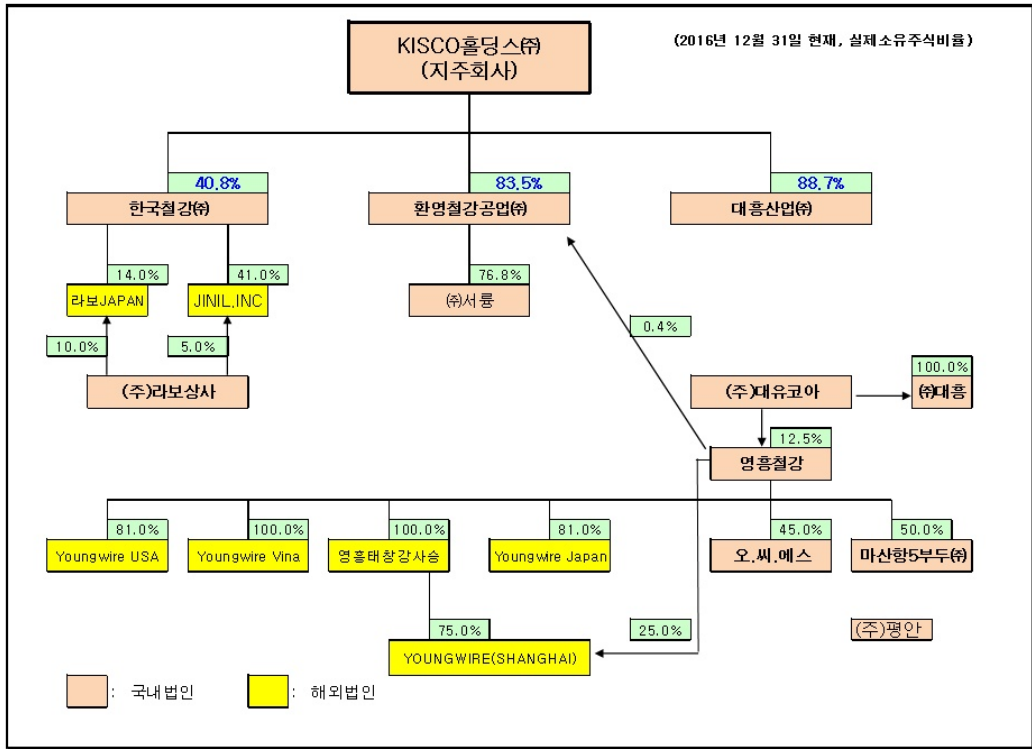 KISCO홀딩스㈜
(지주회사)
(2016년 12월 31일 현재, 실제소유주식비율)
40.8%
83.5%
88.7%
한국철강㈜
환영철강공업㈜
대흥산업㈜
14.0%
41.0%
76.8%
라보JAPAN
JINIL,INC
㈜서륭
0.4%
10.0%
5.0%
100.0%
(주)라보상사
(주)대유코아
㈜대흥
12.5%
영흥철강
81.0%
100.0%
100.0%
81.0%
45.0%
50.0%
Youngwire USA
Youngwire Vina
영흥태창강사승
Youngwire Japan
오.씨.에스
마산항5부두㈜
75.0%
25.0%
(주)평안
YOUNGWIRE(SHANGHAI)
: 국내법인
: 해외법인